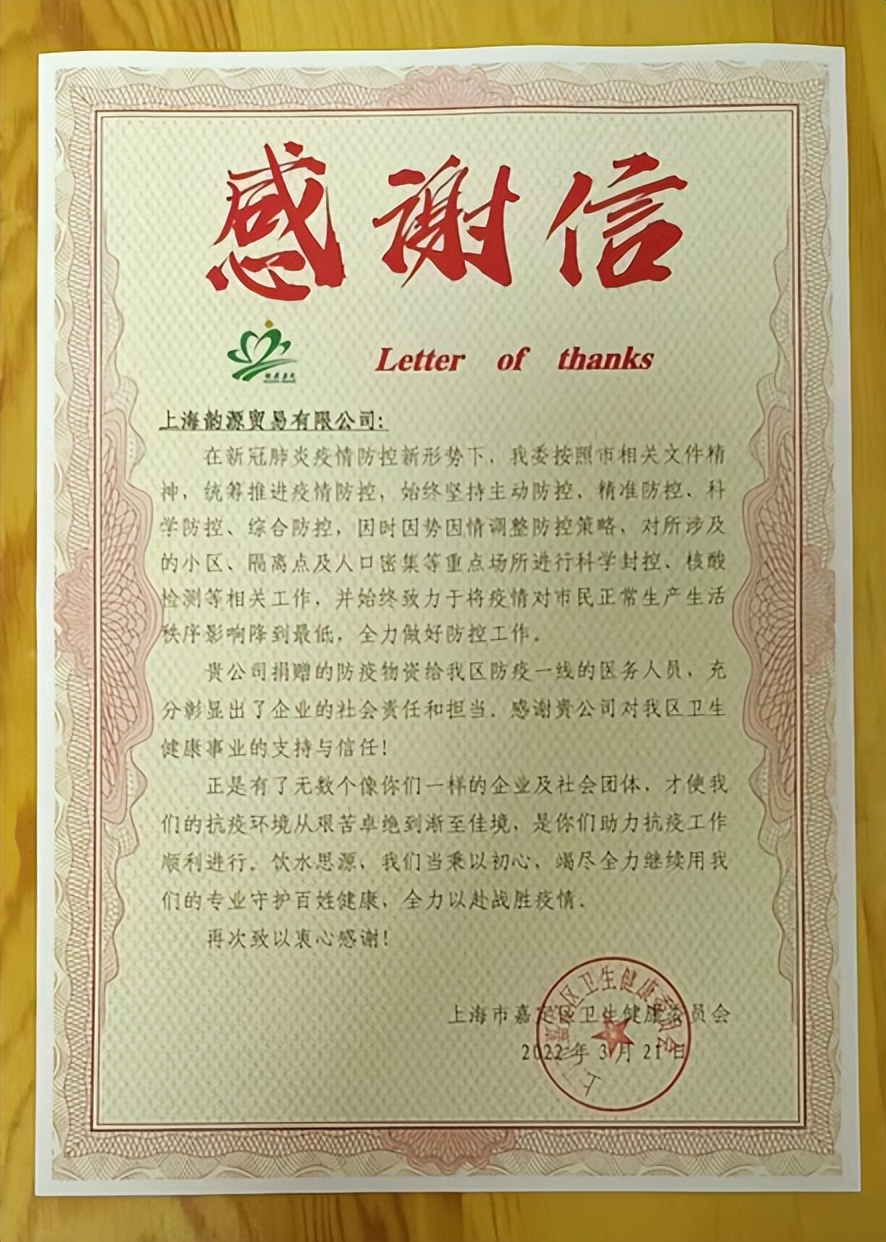 感谢信
Letter of thanks
上海韵源贸易有限公司:
在新冠肺炎疫情防控新形势下，我委按照市相关文件精
神，统筹推进疫情防控，始终坚持主动防控、精准防控、科
学防控、综合防控，因时因势因情调整防控策略，对所涉及
的小区、隔离点及人口密集等重点场所进行科学封控、核酸
检测等相关工作，并始终致力于将疫情对市民正常生产生活
秩序影响降到最低，全力做好防控工作。
贵公司捐赠的防疫物资给我区防疫一线的医务人员，充
分彰显出了企业的社会责任和担当。感谢贵公司对我区卫生
健康事业的支持与信任!
正是有了无数个像你们一样的企业及社会团体，才使我
们的抗疫环境从艰苦卓绝到渐至佳境，是你们助力抗疫工作
顺利进行。饮水思源，我们当秉以初心，竭尽全力继续用我
们的专业守护百姓健康，全力以赴战胜疫情。
再次致以衷心感谢!
上海市嘉定区卫生健康委员会
2022年3月21日
上海市嘉定区卫生健康委员会